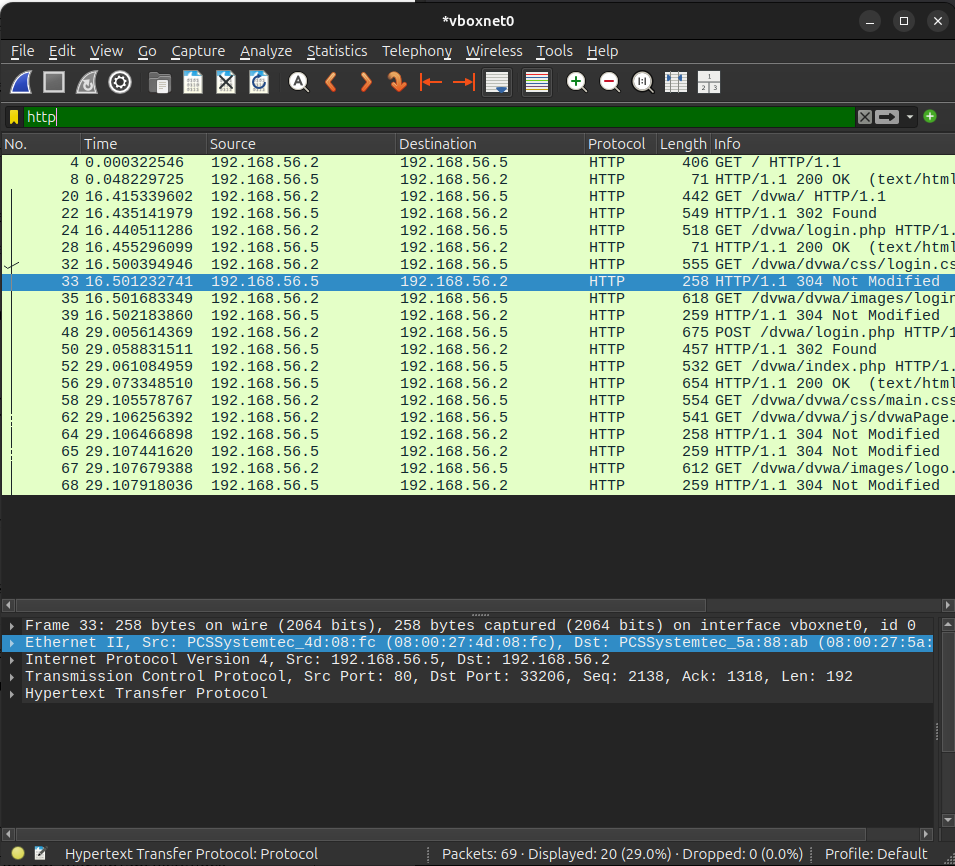 *vboxnet0
File Edit View Go Capture Analyze Statistics Telephony Wireless Tools Help
http
No. Time Source Destination Protocol Length Info
4 0.000322546 192.168.56.2 192.168.56.5 HTTP 406 GET / HTTP/1.1
8 0.048229725 192.168.56.5 192.168.56.2 HTTP 71 HTTP/1.1 200 OK (text/html
20 16.415339602 192.168.56.2 192.168.56.5 HTTP 442 GET /dvwa/ HTTP/1.1
22 16.435141979 192.168.56.5 192.168.56.2 HTTP 549 HTTP/1.1 302 Found
24 16.440511286 192.168.56.2 192.168.56.5 HTTP 518 GET /dvwa/login.php HTTP/1.
28 16.455296099 192.168.56.5 192.168.56.2 HTTP 71 HTTP/1.1 200 OK (text/html
32 16.500394946 192.168.56.2 192.168.56.5 HTTP 555 GET /dvwa/dvwa/css/login.cs
33 16.501232741 192.168.56.5 192.168.56.2 HTTP 258 HTTP/1.1 304 Not Modified
35 16.501683349 192.168.56.2 192.168.56.5 HTTP 618 GET /dvwa/dvwa/images/login
39 16.502183860 192.168.56.5 192.168.56.2 HTTP 259 HTTP/1.1 304 Not Modified
48 29.005614369 192.168.56.2 192.168.56.5 HTTP 675 POST /dvwa/login.php HTTP/1
50 29.058831511 192.168.56.5 192.168.56.2 HTTP 457 HTTP/1.1 302 Found
52 29.061084959 192.168.56.2 192.168.56.5 HTTP 532 GET /dvwa/index.php HTTP/1.
56 29.073348510 192.168.56.5 192.168.56.2 HTTP 654 HTTP/1.1 200 OK (text/html
58 29.105578767 192.168.56.2 192.168.56.5 HTTP 554 GET /dvwa/dvwa/css/main.css
62 29.106256392 192.168.56.2 192.168.56.5 HTTP 541 GET /dvwa/dvwa/js/dvwaPage.
64 29.106466898 192.168.56.5 192.168.56.2 HTTP 258 HTTP/1.1 304 Not Modified
65 29.107441620 192.168.56.5 192.168.56.2 HTTP 259 HTTP/1.1 304 Not Modified
67 29.107679388 192.168.56.2 192.168.56.5 HTTP 612 GET /dvwa/dvwa/images/logo.
68 29.107918036 192.168.56.5 192.168.56.2 HTTP 259 HTTP/1.1 304 Not Modified
Frame 33: 258 bytes on wire (2064 bits), 258 bytes captured (2064 bits) on interface vboxnet0, id 0
Ethernet II, Src: PCSSystemtec_4d:08:fc (08:00:27:4d:08:fc), Dst: PCSSystemtec_5a:88:ab (08:00:27:5a:
Internet Protocol Version 4, Src: 192.168.56.5, Dst: 192.168.56.2
Transmission Control Protocol, Src Port: 80, Dst Port: 33206, Seq: 2138, Ack: 1318, Len: 192
Hypertext Transfer Protocol
Hypertext Transfer Protocol: Protocol Packets: 69 · Displayed: 20 (29.0%) · Dropped: 0 (0.0%) Profile: Default